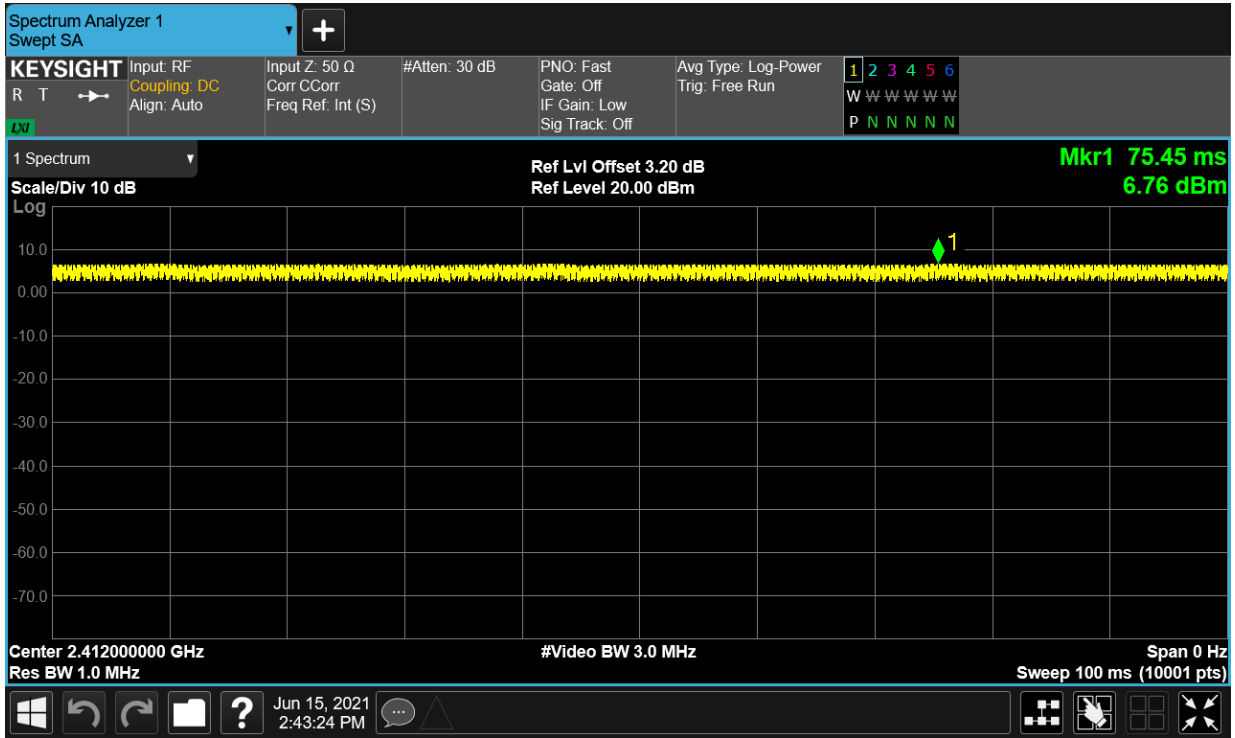 Spectrum Analyzer 1
Swept SA
KEYSIGHT
R T
LXI
Input: RF
Coupling: DC
Align: Auto
Input Z: 50 Ω
Corr CCorr
Freq Ref: Int (S)
#Atten: 30 dB
PNO: Fast
Gate: Off
IF Gain: Low
Sig Track: Off
Avg Type: Log-Power
Trig: Free Run
1 2 3 4 5 6
W W W W W W
P N N N N N
1 Spectrum
Scale/Div 10 dB
Log
Ref Lvl Offset 3.20 dB
Ref Level 20.00 dBm
Mkr1 75.45 ms
6.76 dBm
1
10.0
0.00
-10.0
-20.0
-30.0
-40.0
-50.0
-60.0
-70.0
Center 2.412000000 GHz
Res BW 1.0 MHz
#Video BW 3.0 MHz
Span 0 Hz
Sweep 100 ms (10001 pts)
?
Jun 15, 2021
2:43:24 PM